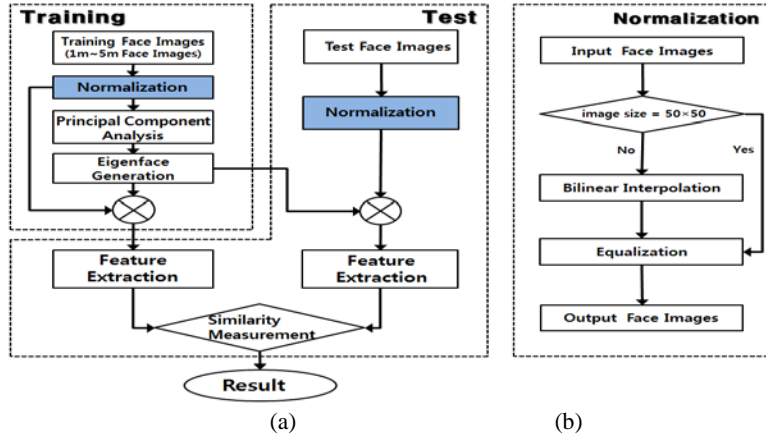 Training
Training Face Images
(1m~5m Face Images)
Normalization
Principal Component
Analysis
Eigenface
Generation
Feature
Extraction
Test
Test Face Images
Normalization
Feature
Extraction
Similarity
Measurement
Result
(a)
Normalization
Input Face Images
image size = 50×50
No
Yes
Bilinear Interpolation
Equalization
Output Face Images
(b)